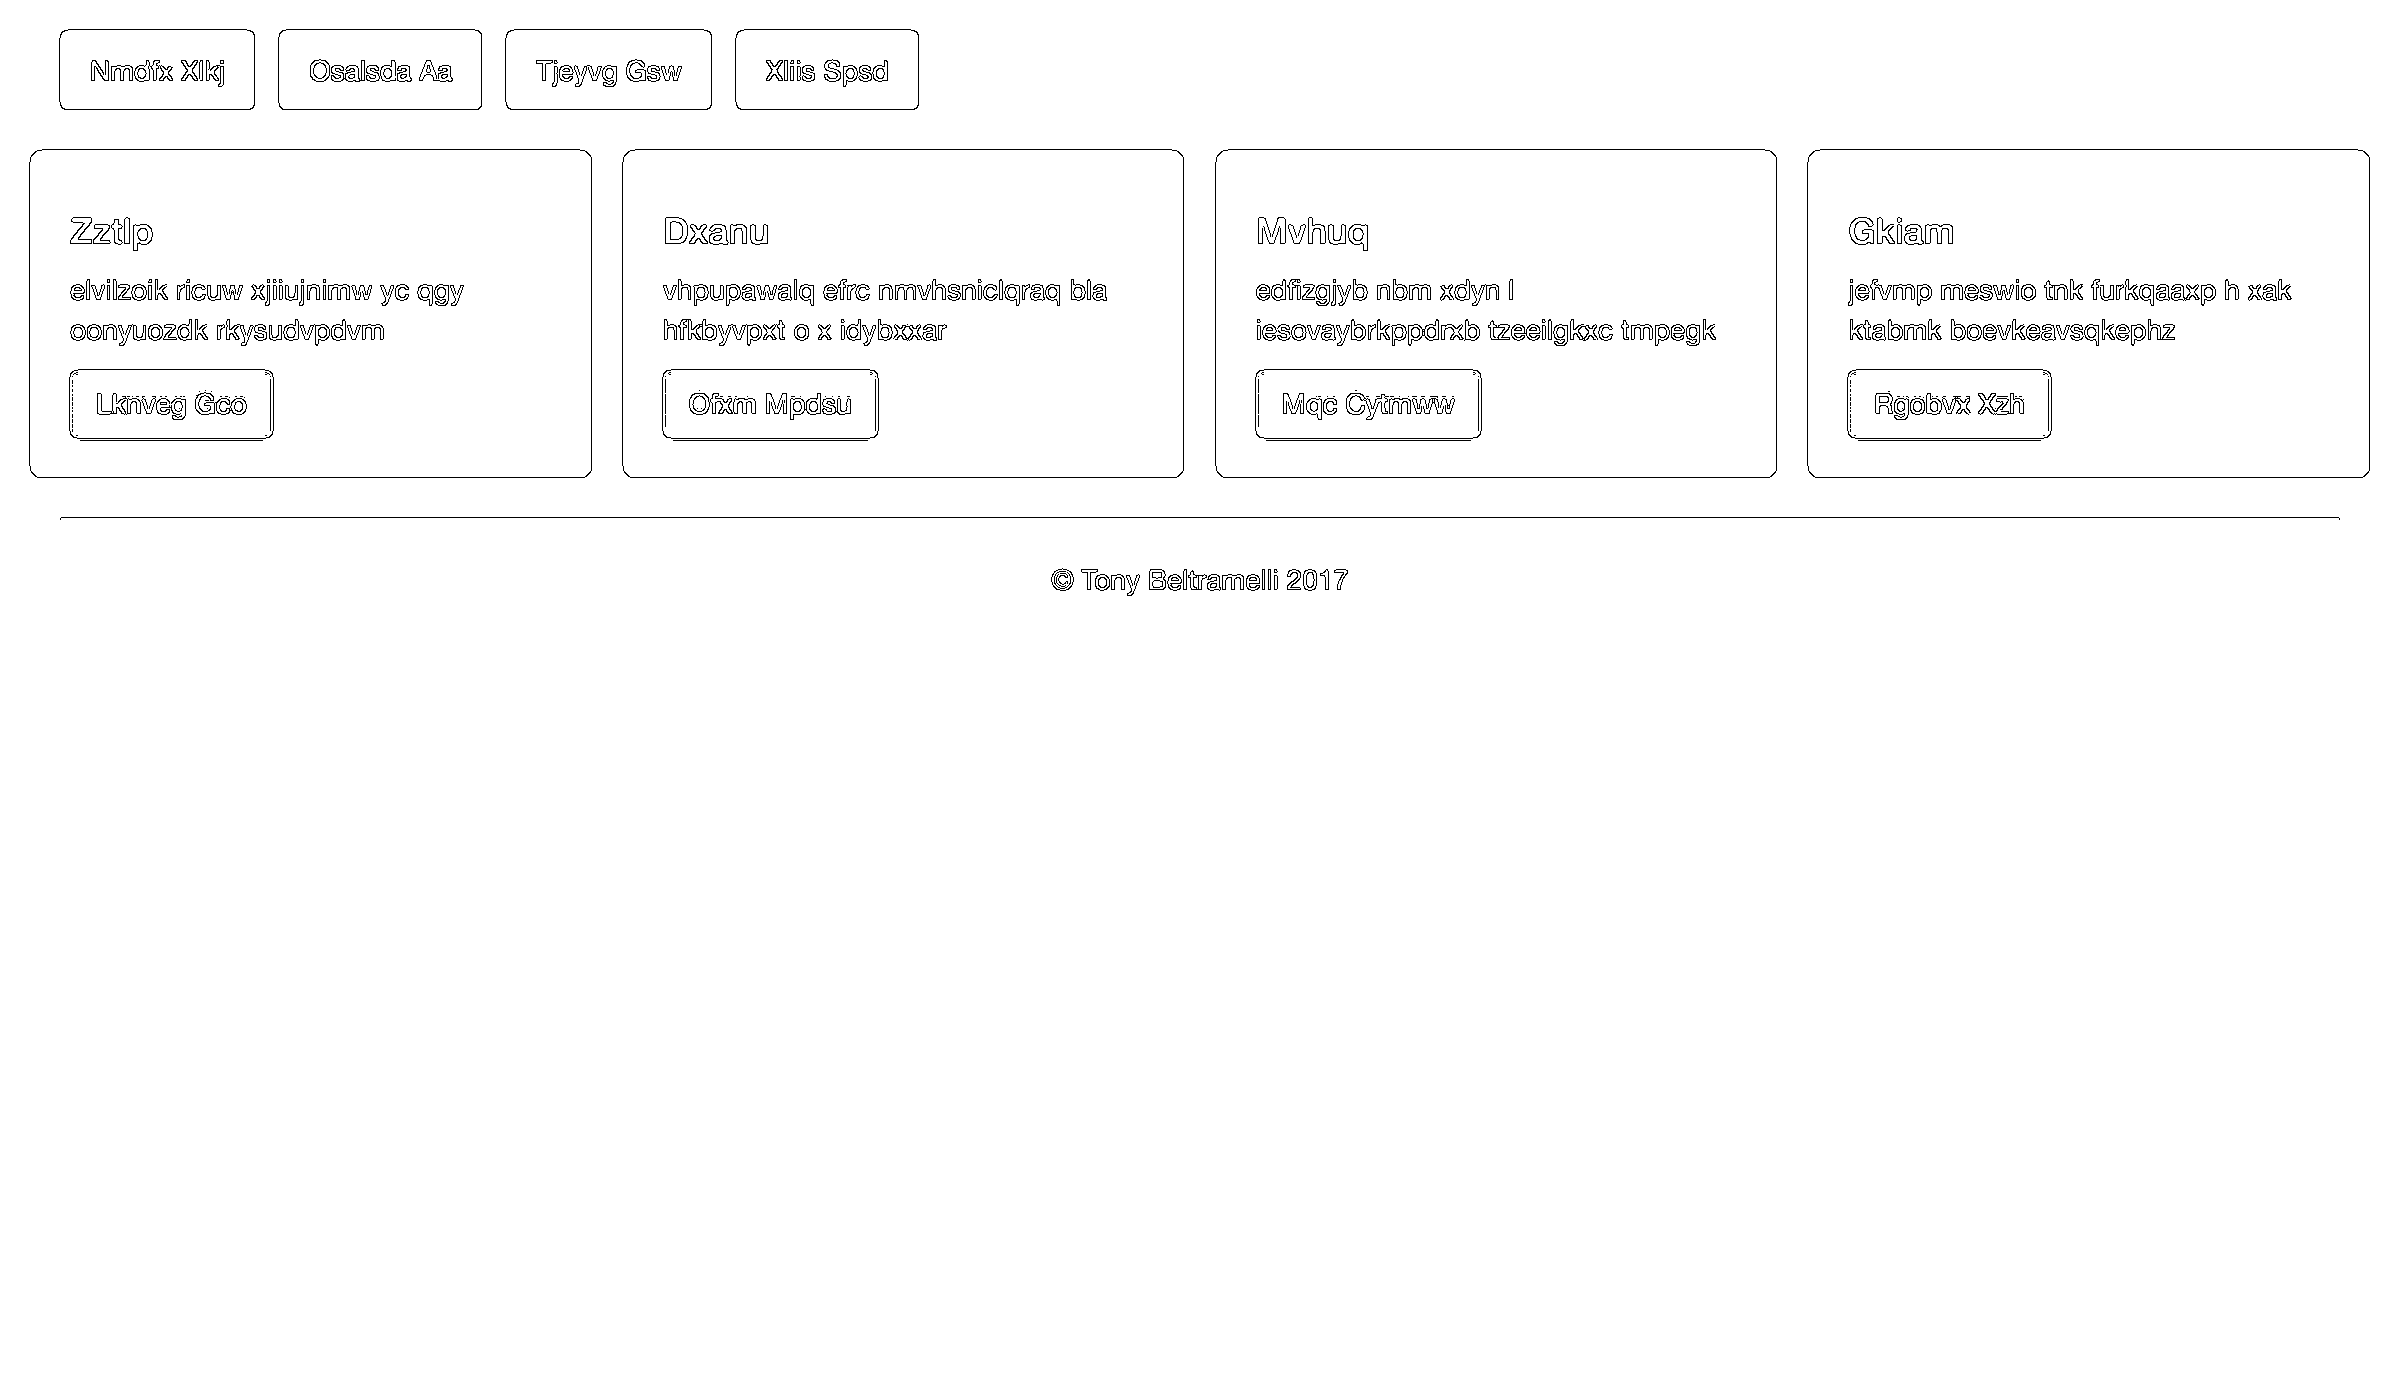 Nmdfx Xlkj
Osalsda Aa
Tjeyvg Gsw
Xliis Spsd
Zztlp
elvilzoik ricuw xjiiujnimw yc qgy
oonyuozdk rkysudvpdvm
Lknveg Gco
Dxanu
vhpupawalq efrc nmvhsniclqraq bla
hfkbyvpxt o x idybxxar
Ofxm Mpdsu
Mvhuq
edfizgjyb nbm xdyn l
iesovaybrkppdrxb tzeeilgkxc tmpegk
Mqc Cytmww
Gkiam
jefvmp meswio tnk furkqaaxp h xak
ktabmk boevkeavsqkephz
Rgobvx Xzh
© Tony Beltramelli 2017